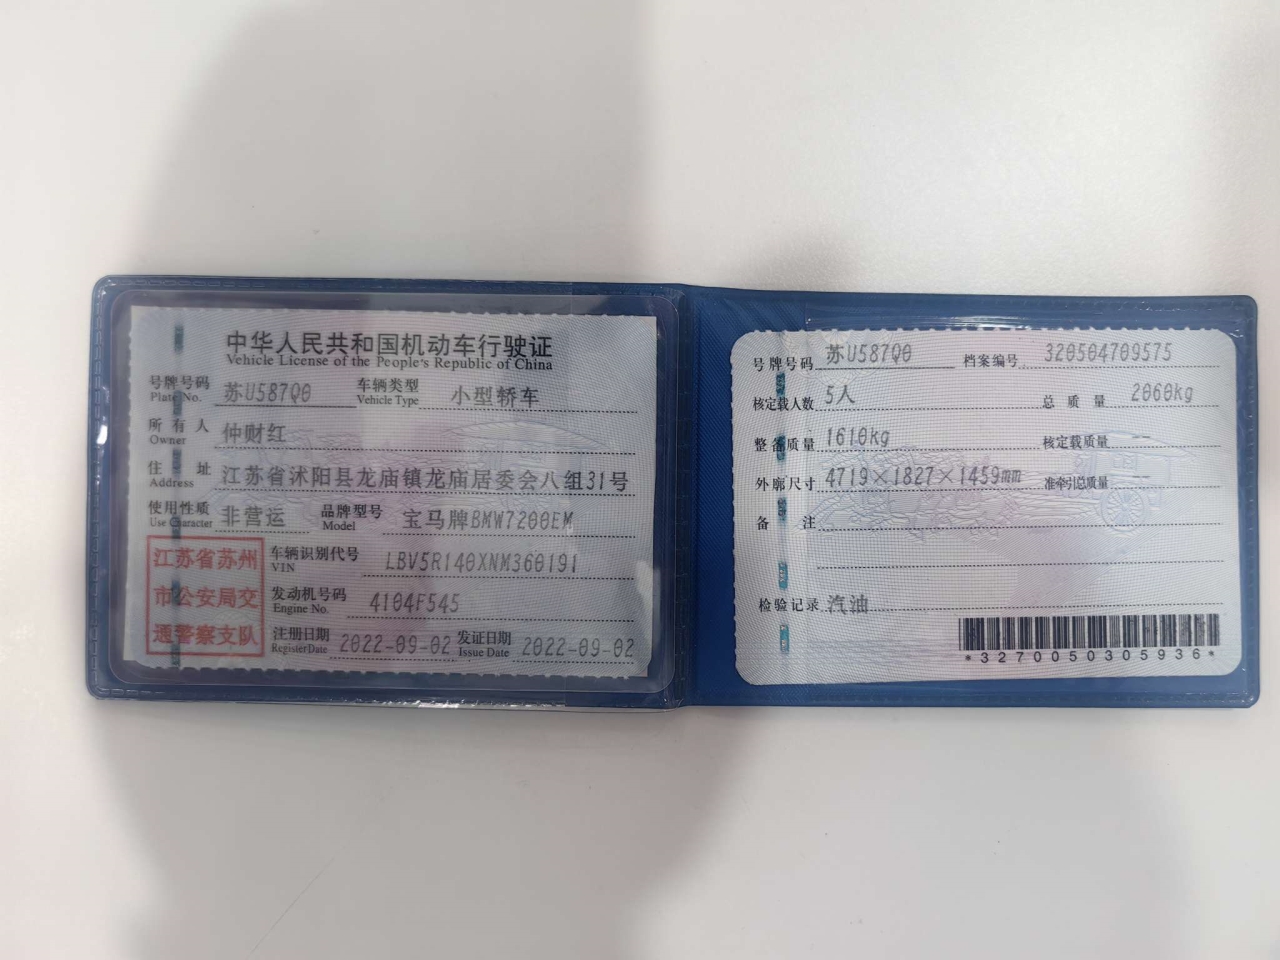 中华人民共和国机动车行驶证
Vehicle License of the People's Republic of China
号牌号码 苏U587Q0 车辆类型 小型轿车
Plate No. Vehicle Type
所有人 仲财红
Owner
住址 江苏省沭阳县龙庙镇龙庙居委会八组31号
Address
使用性质 非营运 品牌型号 宝马牌BMW7200EM
Use Character Model
江苏省苏州
市公安局交
通警察支队
车辆识别代号 LBV5R140XNM360191
VIN
发动机号码 4104F545
Engine No.
注册日期 2022-09-02 发证日期 2022-09-02
Register Date Issue Date
号牌号码 苏U587Q0 档案编号 320504709575
核定载人数 5人 总质量 2060kg
整备质量 1610kg 核定载质量 --
外廓尺寸 4719×1827×1459mm 准牵引总质量 --
备注
检验记录 汽油
*3270050305936*